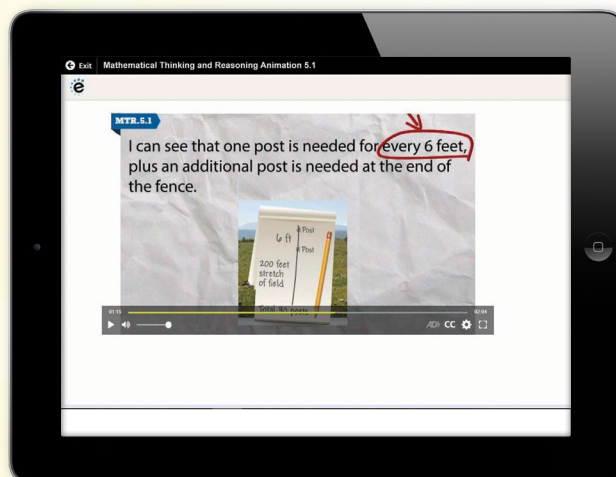 Exit Mathematical Thinking and Reasoning Animation 5.1
e
MTR.5.1
I can see that one post is needed for every 6 feet,
plus an additional post is needed at the end of
the fence.
Post
6 ft
Post
200 feet
stretch
of field
posts
01:15
02:04
AD CC